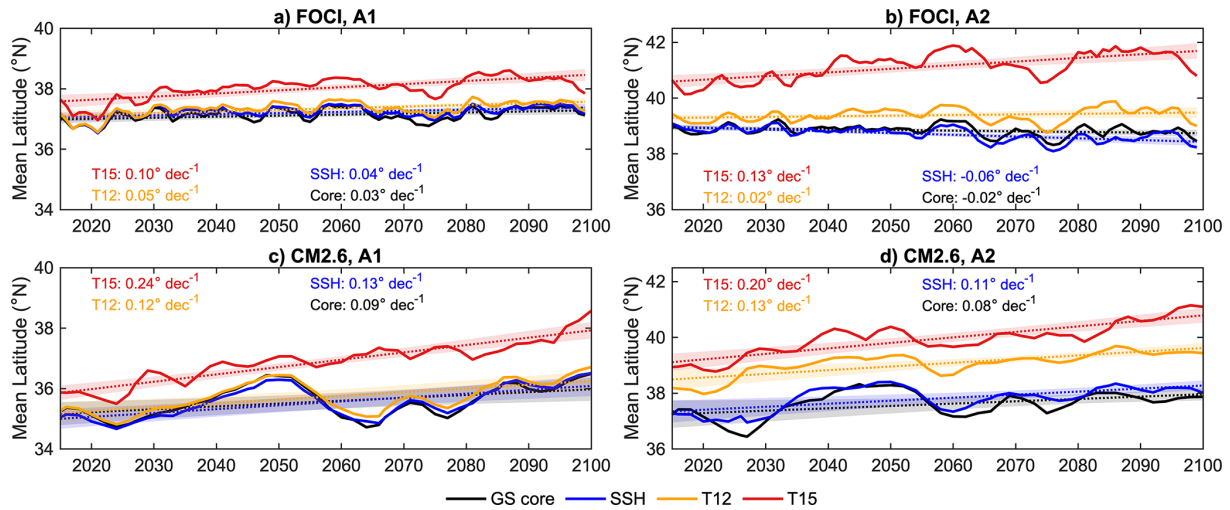 a) FOCI, A1
b) FOCI, A2
Mean Latitude (°N)
40
38
36
34
T15: 0.10° dec⁻¹
SSH: 0.04° dec⁻¹
T12: 0.05° dec⁻¹
Core: 0.03° dec⁻¹
2020 2030 2040 2050 2060 2070 2080 2090 2100
Mean Latitude (°N)
42
40
38
36
T15: 0.13° dec⁻¹
SSH: -0.06° dec⁻¹
T12: 0.02° dec⁻¹
Core: -0.02° dec⁻¹
2020 2030 2040 2050 2060 2070 2080 2090 2100
c) CM2.6, A1
d) CM2.6, A2
Mean Latitude (°N)
40
38
36
34
T15: 0.24° dec⁻¹
SSH: 0.13° dec⁻¹
T12: 0.12° dec⁻¹
Core: 0.09° dec⁻¹
2020 2030 2040 2050 2060 2070 2080 2090 2100
Mean Latitude (°N)
42
40
38
36
T15: 0.20° dec⁻¹
SSH: 0.11° dec⁻¹
T12: 0.13° dec⁻¹
Core: 0.08° dec⁻¹
2020 2030 2040 2050 2060 2070 2080 2090 2100
GS core SSH T12 T15